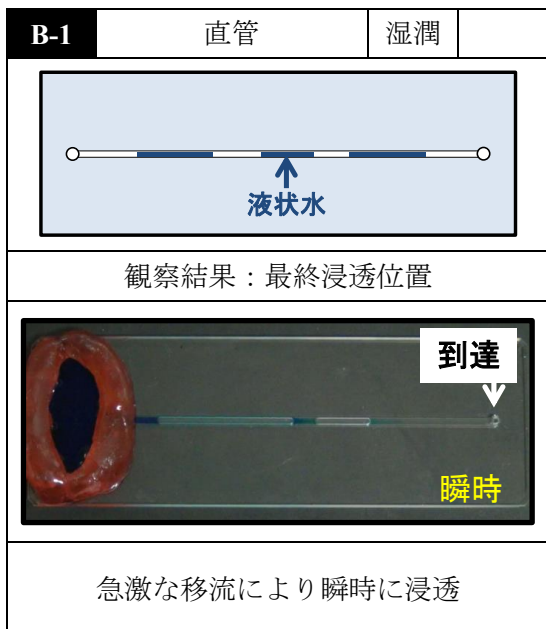 B-1 直管 湿潤
液状水
観察結果：最終浸透位置
到達
瞬時
急激な移流により瞬時に浸透